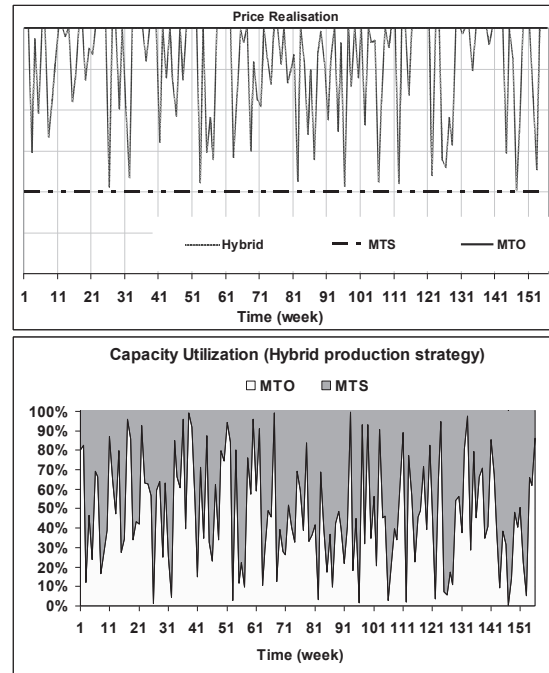 Price Realisation
Hybrid MTS MTO
1 11 21 31 41 51 61 71 81 91 101 111 121 131 141 151
Time (week)
Capacity Utilization (Hybrid production strategy)
MTO MTS
100%
90%
80%
70%
60%
50%
40%
30%
20%
10%
0%
1 11 21 31 41 51 61 71 81 91 101 111 121 131 141 151
Time (week)